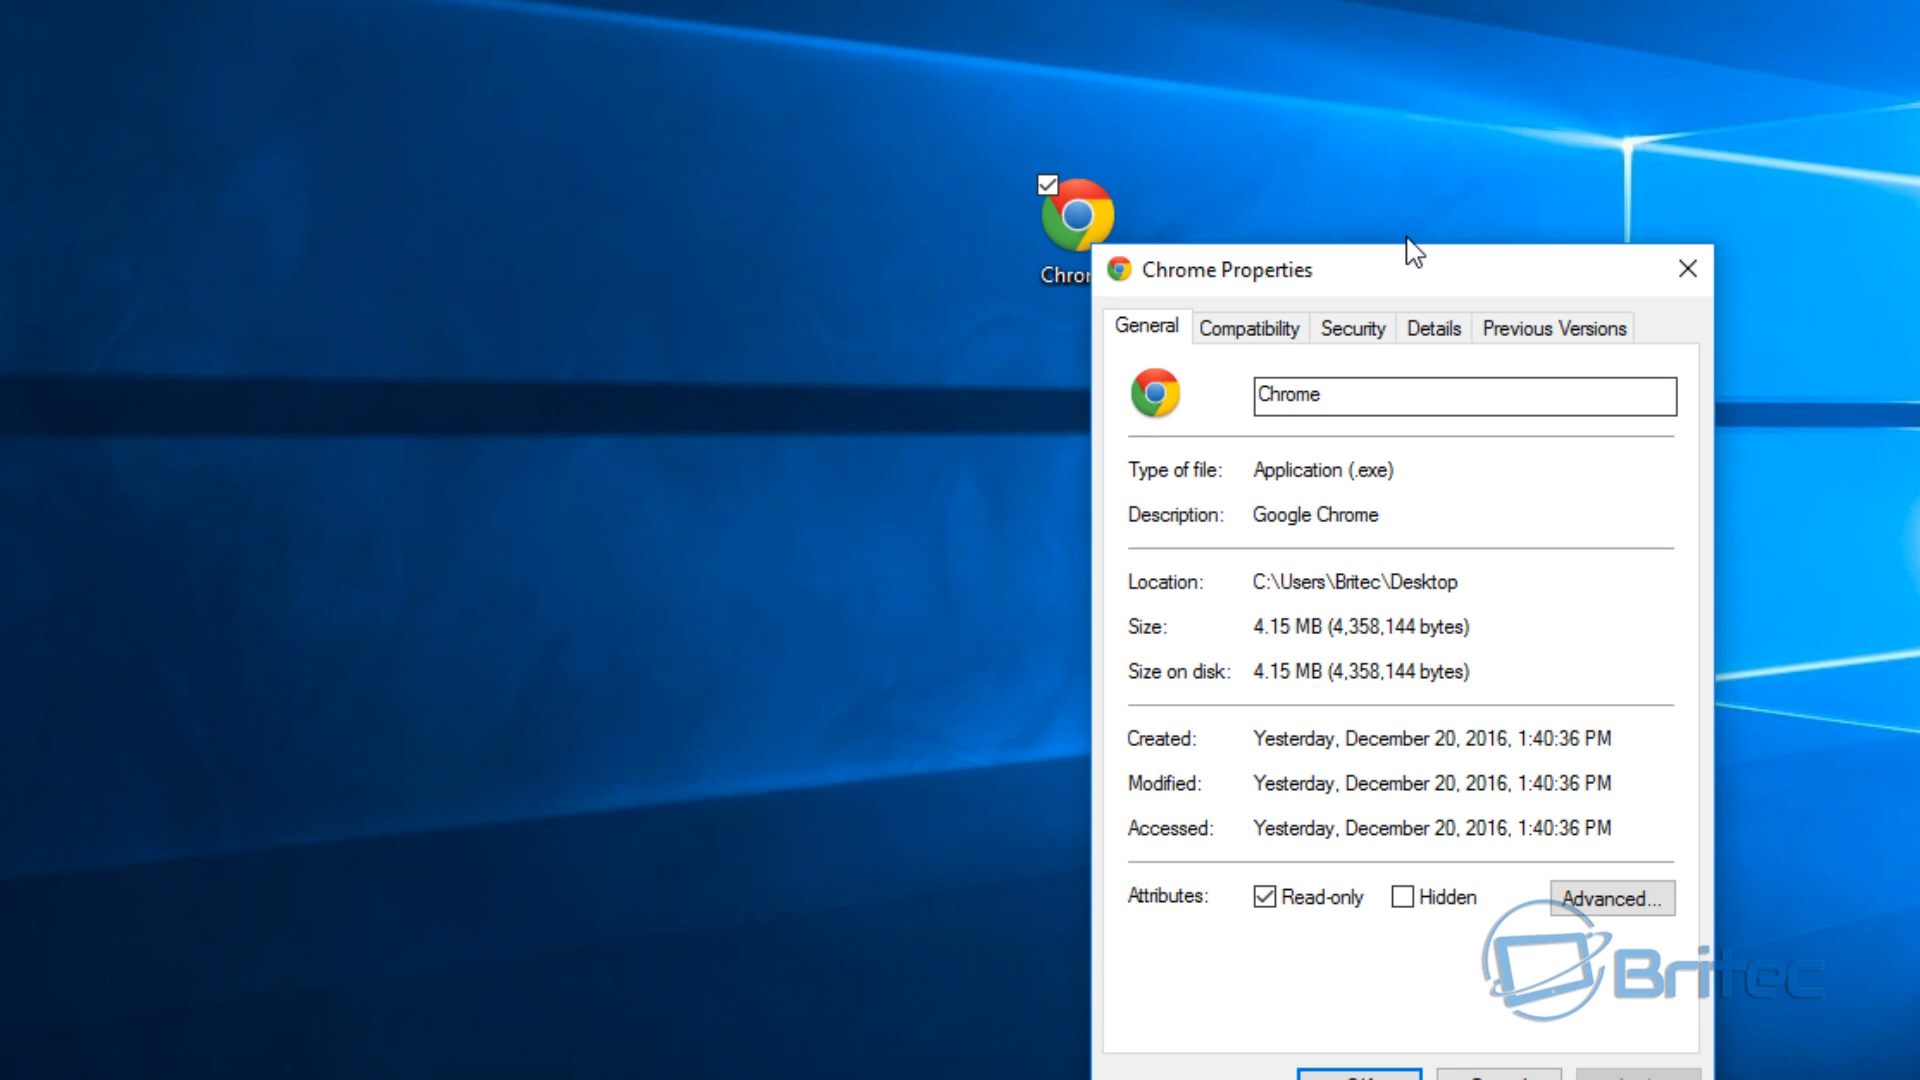 Chrome Properties
General
Compatibility
Security
Details
Previous Versions
Chrome
Type of file: Application (.exe)
Description: Google Chrome
Location: C:\Users\Britec\Desktop
Size: 4.15 MB (4,358,144 bytes)
Size on disk: 4.15 MB (4,358,144 bytes)
Created: Yesterday, December 20, 2016, 1:40:36 PM
Modified: Yesterday, December 20, 2016, 1:40:36 PM
Accessed: Yesterday, December 20, 2016, 1:40:36 PM
Attributes: Read-only Hidden Advanced...
Britec